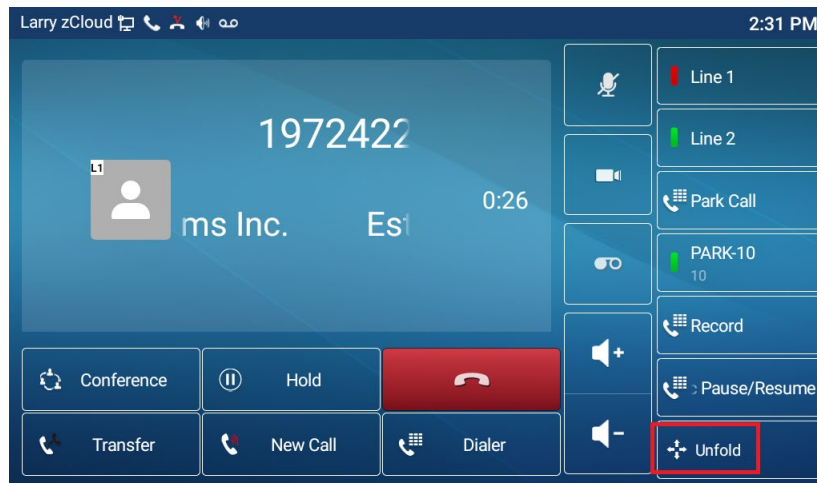 Larry zCloud
2:31 PM
L1
1972422
ms Inc. Est
0:26
Conference
Hold
Transfer
New Call
Dialer
+
-
Line 1
Line 2
Park Call
PARK-10
10
Record
c Pause/Resume
Unfold